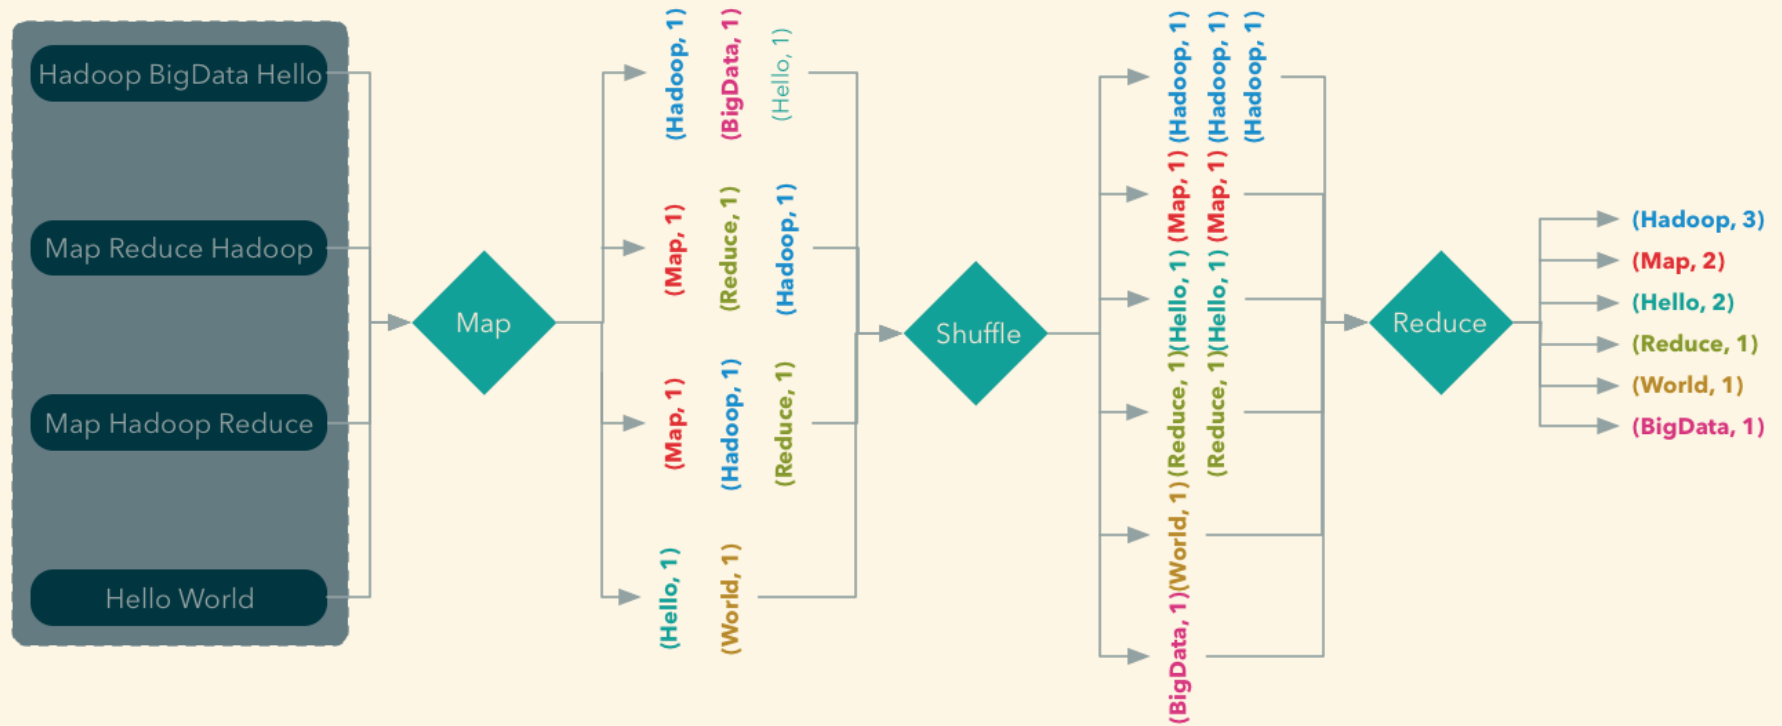 Hadoop BigData Hello
Map Reduce Hadoop
Map Hadoop Reduce
Hello World
Map
(Hadoop, 1)
(BigData, 1)
(Hello, 1)
(Map, 1)
(Reduce, 1)
(Hadoop, 1)
(Map, 1)
(Hadoop, 1)
(Reduce, 1)
(Hello, 1)
(World, 1)
Shuffle
(Hadoop, 1)
(Hadoop, 1)
(Hadoop, 1)
(Map, 1)
(Map, 1)
(Hello, 1)
(Hello, 1)
(Reduce, 1)
(Reduce, 1)
(World, 1)
(BigData, 1)
Reduce
(Hadoop, 3)
(Map, 2)
(Hello, 2)
(Reduce, 1)
(World, 1)
(BigData, 1)